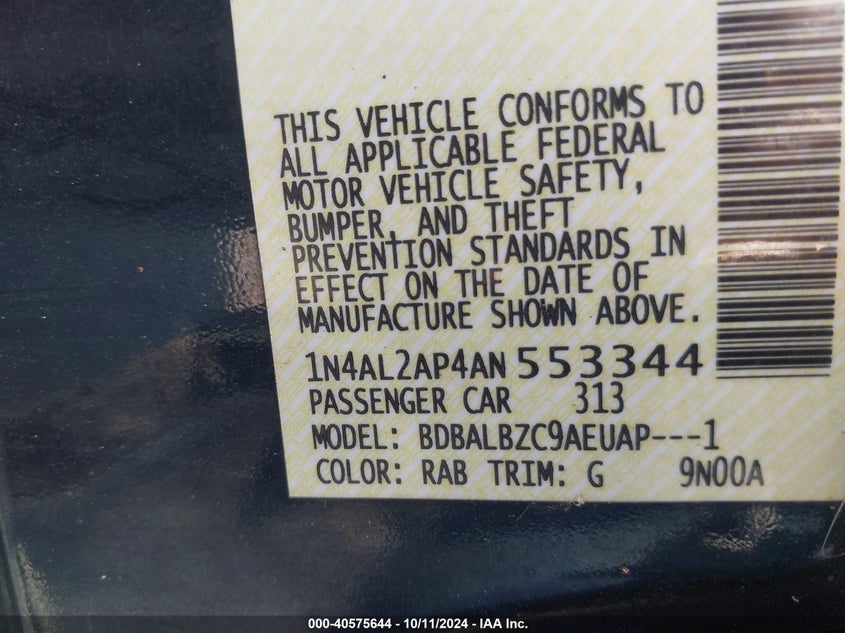 THIS VEHICLE CONFORMS TO
ALL APPLICABLE FEDERAL
MOTOR VEHICLE SAFETY,
BUMPER, AND THEFT
PREVENTION STANDARDS IN
EFFECT ON THE DATE OF
MANUFACTURE SHOWN ABOVE.
1N4AL2AP4AN553344
PASSENGER CAR 313
MODEL: BDBALBZC9AEUAP---1
COLOR: RAB TRIM: G 9N00A
000-40575644 - 10/11/2024 - IAA Inc.